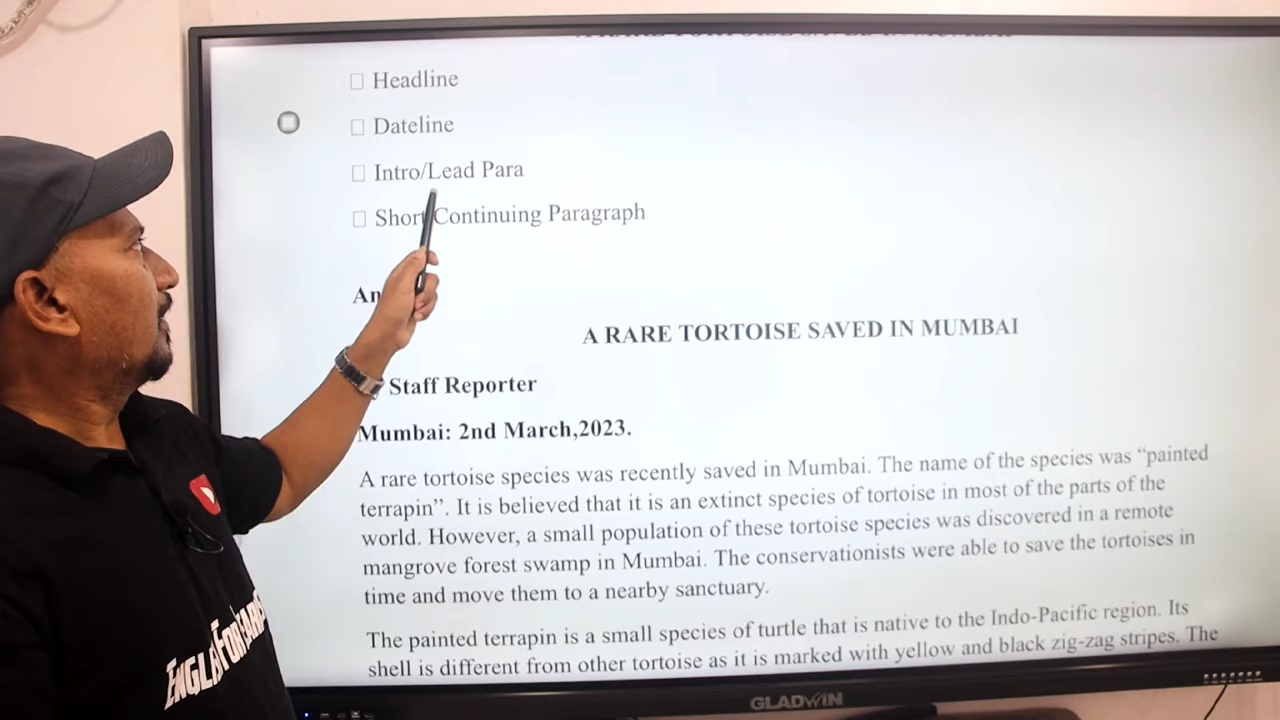 A RARE TORTOISE SAVED IN MUMBAI
Headline
Dateline
Intro/Lead Para
Short Continuing Paragraph
A RARE TORTOISE SAVED IN MUMBAI
Staff Reporter
Mumbai: 2nd March,2023.
A rare tortoise species was recently saved in Mumbai. The name of the species was “painted
terrapin”. It is believed that it is an extinct species of tortoise in most of the parts of the
world. However, a small population of these tortoise species was discovered in a remote
mangrove forest swamp in Mumbai. The conservationists were able to save the tortoises in
time and move them to a nearby sanctuary.
The painted terrapin is a small species of turtle that is native to the Indo-Pacific region. Its
shell is different from other tortoise as it is marked with yellow and black zig-zag stripes. The
GLADWIN